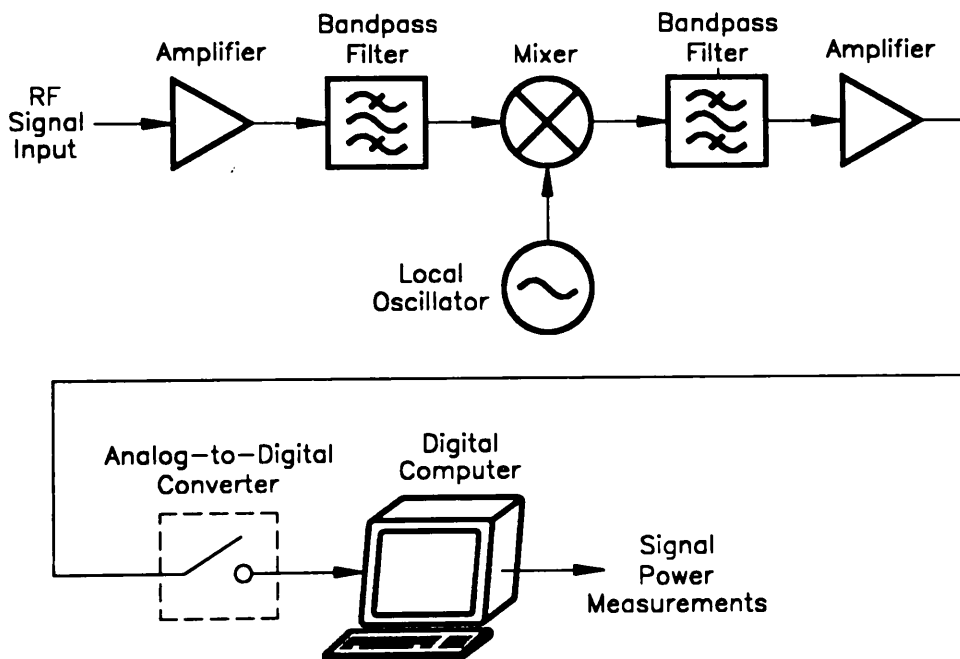 Amplifier
Bandpass
Filter
Mixer
Bandpass
Filter
Amplifier
RF
Signal
Input
Local
Oscillator
Analog-to-Digital
Converter
Digital
Computer
Signal
Power
Measurements